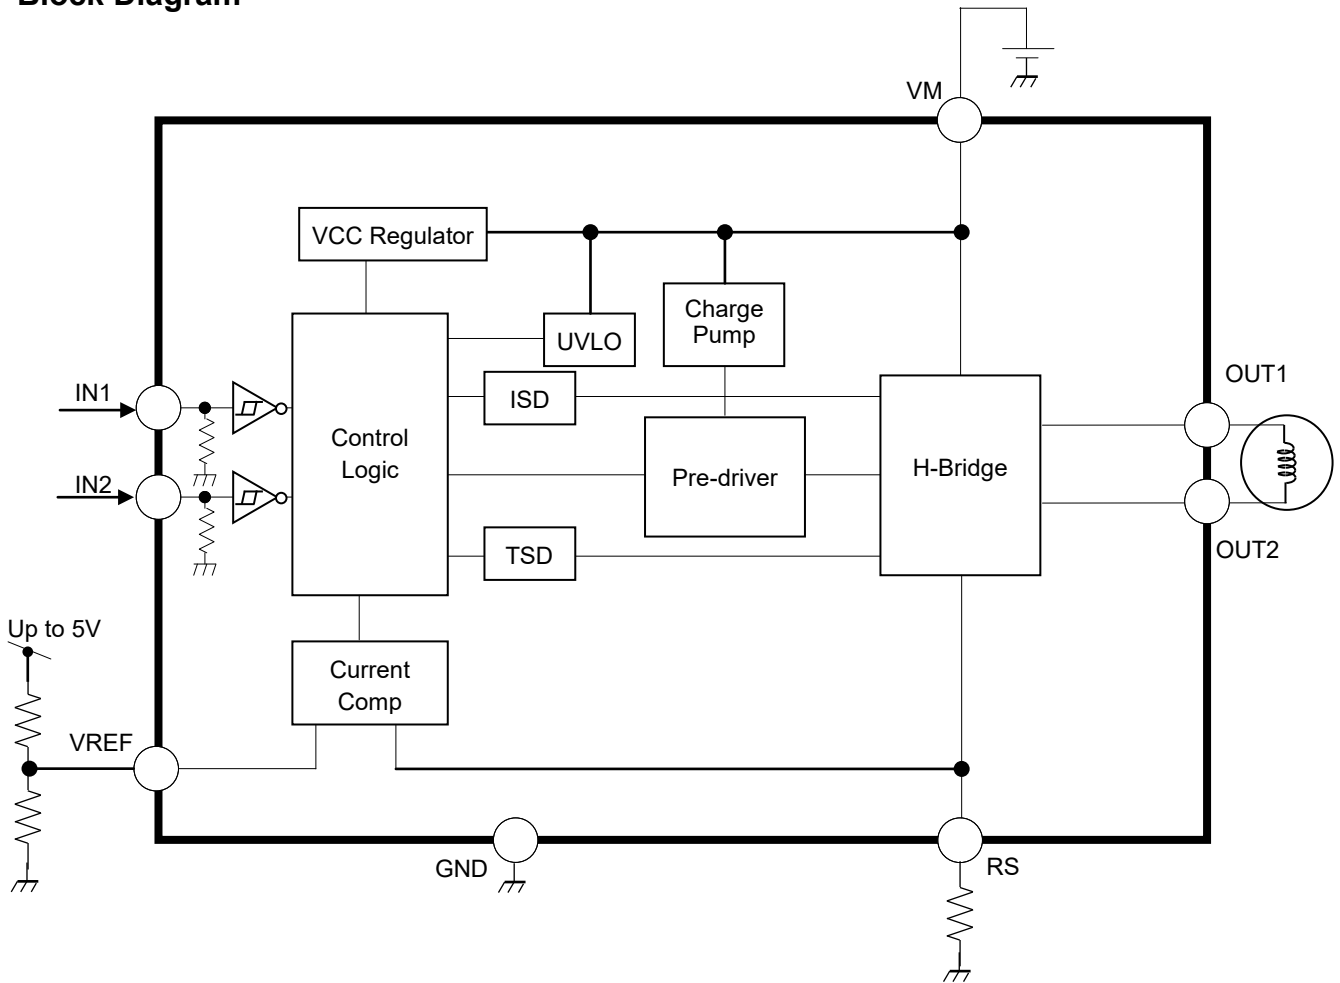 Block Diagram
VM
VCC Regulator
Charge
Pump
UVLO
OUT1
IN1
ISD
Control
Logic
H-Bridge
Pre-driver
IN2
TSD
OUT2
Up to 5V
Current
Comp
VREF
GND
RS